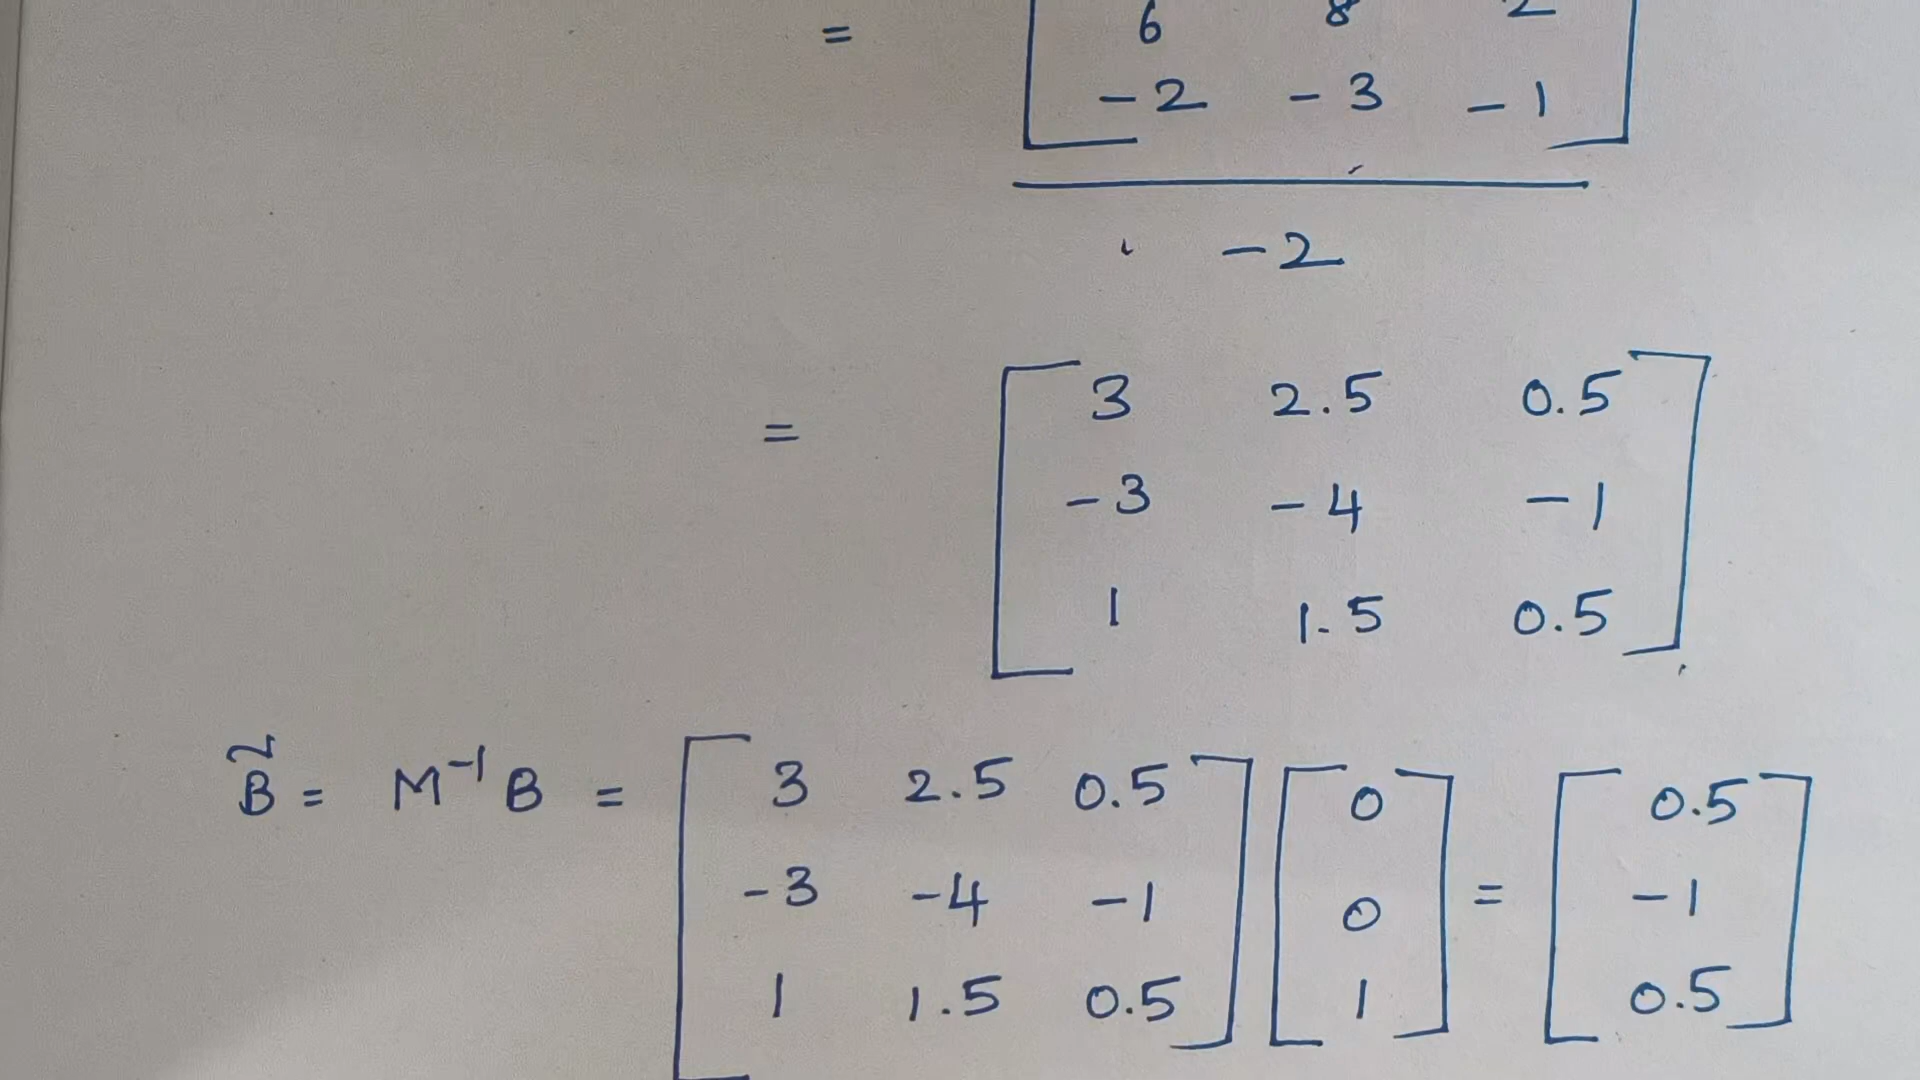 = 6 8 2
-2 -3 -1
-2
3 2.5 0.5
= -3 -4 -1
1 1.5 0.5
B̃ = M⁻¹ B = [3 2.5 0.5] [0] = [0.5]
-3 -4 -1 0 -1
1 1.5 0.5 1 0.5